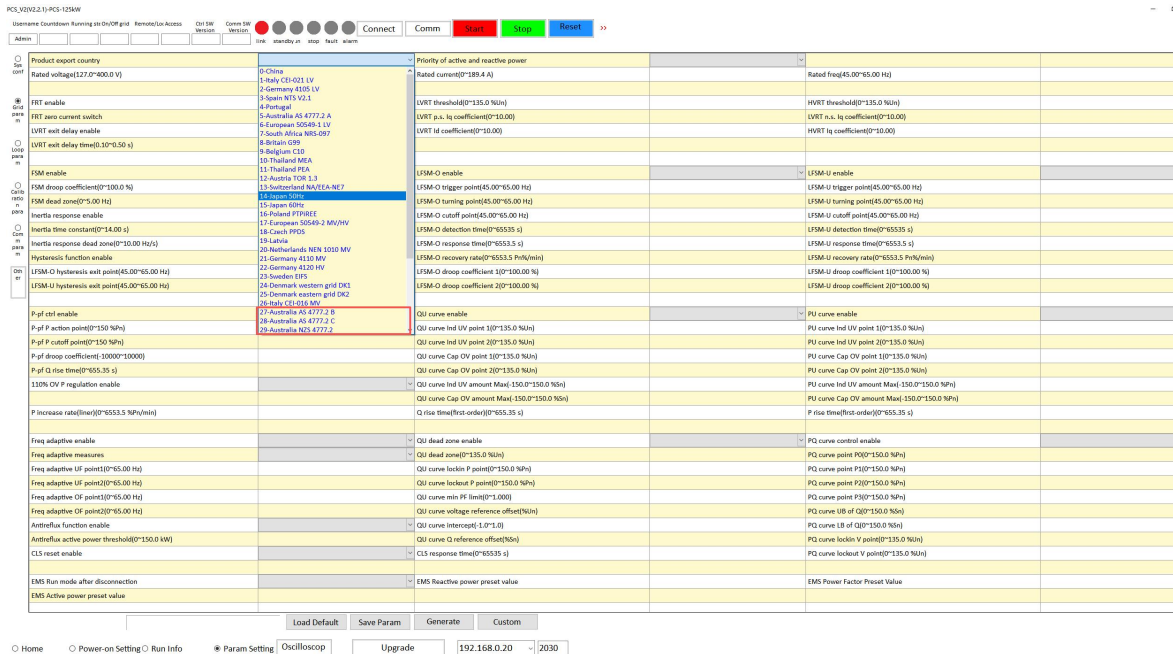 PCS_V2(V2.2.1)-PCS-125kW
Username Countdown Running str On/Off grid Remote/Loc Access Ctrl SW Version Comm SW Version
Admin
link standby un stop fault alarm
Connect Comm Start Stop Reset >>
Sys conf
Grid para m
Loop para m
Calib ratio n para
Com m para m
Oth er
Product export country Priority of active and reactive power
Rated voltage(127.0~400.0 V) Rated current(0~189.4 A) Rated freq(45.00~65.00 Hz)
FRT enable LVRT threshold(0~135.0 %Un) HVRT threshold(0~135.0 %Un)
FRT zero current switch LVRT p.s. Iq coefficient(0~10.00) LVRT n.s. Iq coefficient(0~10.00)
LVRT exit delay enable LVRT Id coefficient(0~10.00) HVRT Iq coefficient(0~10.00)
LVRT exit delay time(0.10~0.50 s)
FSM enable LFSM-O enable LFSM-U enable
FSM droop coefficient(0~100.0 %) LFSM-O trigger point(45.00~65.00 Hz) LFSM-U trigger point(45.00~65.00 Hz)
FSM dead zone(0~5.00 Hz) LFSM-O turning point(45.00~65.00 Hz) LFSM-U turning point(45.00~65.00 Hz)
Inertia response enable LFSM-O cutoff point(45.00~65.00 Hz) LFSM-U cutoff point(45.00~65.00 Hz)
Inertia time constant(0~14.00 s) LFSM-O detection time(0~65535 s) LFSM-U detection time(0~65535 s)
Inertia response dead zone(0~10.00 Hz/s) LFSM-O response time(0~6553.5 s) LFSM-U response time(0~6553.5 s)
Hysteresis function enable LFSM-O recovery rate(0~6553.5 Pn%/min) LFSM-U recovery rate(0~6553.5 Pn%/min)
LFSM-O hysteresis exit point(45.00~65.00 Hz) LFSM-O droop coefficient 1(0~100.00 %) LFSM-U droop coefficient 1(0~100.00 %)
LFSM-U hysteresis exit point(45.00~65.00 Hz) LFSM-O droop coefficient 2(0~100.00 %) LFSM-U droop coefficient 2(0~100.00 %)
0-China
1-Italy CEI-021 LV
2-Germany 4105 LV
3-Spain NTS V2.1
4-Portugal
5-Australia AS 4777.2 A
6-European 50549-1 LV
7-South Africa NRS-097
8-Britain G99
9-Belgium C10
10-Thailand MEA
11-Thailand PEA
12-Austria TOR 1.3
13-Switzerland NA/EEA-NE7
14-Japan 50Hz
15-Japan 60Hz
16-Poland PTPiREE
17-European 50549-2 MV/HV
18-Czech PPDS
19-Latvia
20-Netherlands NEN 1010 MV
21-Germany 4110 MV
22-Germany 4120 HV
23-Sweden EIFS
24-Denmark western grid DK1
25-Denmark eastern grid DK2
26-Italy CEI-016 MV
27-Australia AS 4777.2 B
28-Australia AS 4777.2 C
29-Australia NZS 4777.2
P-pf ctrl enable QU curve enable PU curve enable
P-pf P action point(0~150 %Pn) QU curve Ind UV point 1(0~135.0 %Un) PU curve Ind UV point 1(0~135.0 %Un)
P-pf P cutoff point(0~150 %Pn) QU curve Ind UV point 2(0~135.0 %Un) PU curve Ind UV point 2(0~135.0 %Un)
P-pf droop coefficient(-10000~10000) QU curve Cap OV point 1(0~135.0 %Un) PU curve Cap OV point 1(0~135.0 %Un)
P-pf Q rise time(0~655.35 s) QU curve Cap OV point 2(0~135.0 %Un) PU curve Cap OV point 2(0~135.0 %Un)
110% OV P regulation enable QU curve Ind UV amount Max(-150.0~150.0 %Sn) PU curve Ind UV amount Max(-150.0~150.0 %Pn)
QU curve Cap OV amount Max(-150.0~150.0 %Sn) PU curve Cap OV amount Max(-150.0~150.0 %Pn)
P increase rate(liner)(0~6553.5 %Pn/min) Q rise time(first-order)(0~655.35 s) P rise time(first-order)(0~655.35 s)
Freq adaptive enable QU dead zone enable PQ curve control enable
Freq adaptive measures QU dead zone(0~135.0 %Un) PQ curve point P0(0~150.0 %Pn)
Freq adaptive UF point1(0~65.00 Hz) QU curve lockin P point(0~150.0 %Pn) PQ curve point P1(0~150.0 %Pn)
Freq adaptive UF point2(0~65.00 Hz) QU curve lockout P point(0~150.0 %Pn) PQ curve point P2(0~150.0 %Pn)
Freq adaptive OF point1(0~65.00 Hz) QU curve min PF limit(0~1.000) PQ curve point P3(0~150.0 %Pn)
Freq adaptive OF point2(0~65.00 Hz) QU curve voltage reference offset(%Un) PQ curve UB of Q(0~150.0 %Sn)
Antireflux function enable QU curve intercept(-1.0~1.0) PQ curve LB of Q(0~150.0 %Sn)
Antireflux active power threshold(0~150.0 kW) QU curve Q reference offset(%Sn) PQ curve lockin V point(0~135.0 %Un)
CLS reset enable CLS response time(0~65535 s) PQ curve lockout V point(0~135.0 %Un)
EMS Run mode after disconnection EMS Reactive power preset value EMS Power Factor Preset Value
EMS Active power preset value
Load Default Save Param Generate Custom
Home Power-on Setting Run Info Param Setting Oscilloscop Upgrade 192.168.0.20 2030